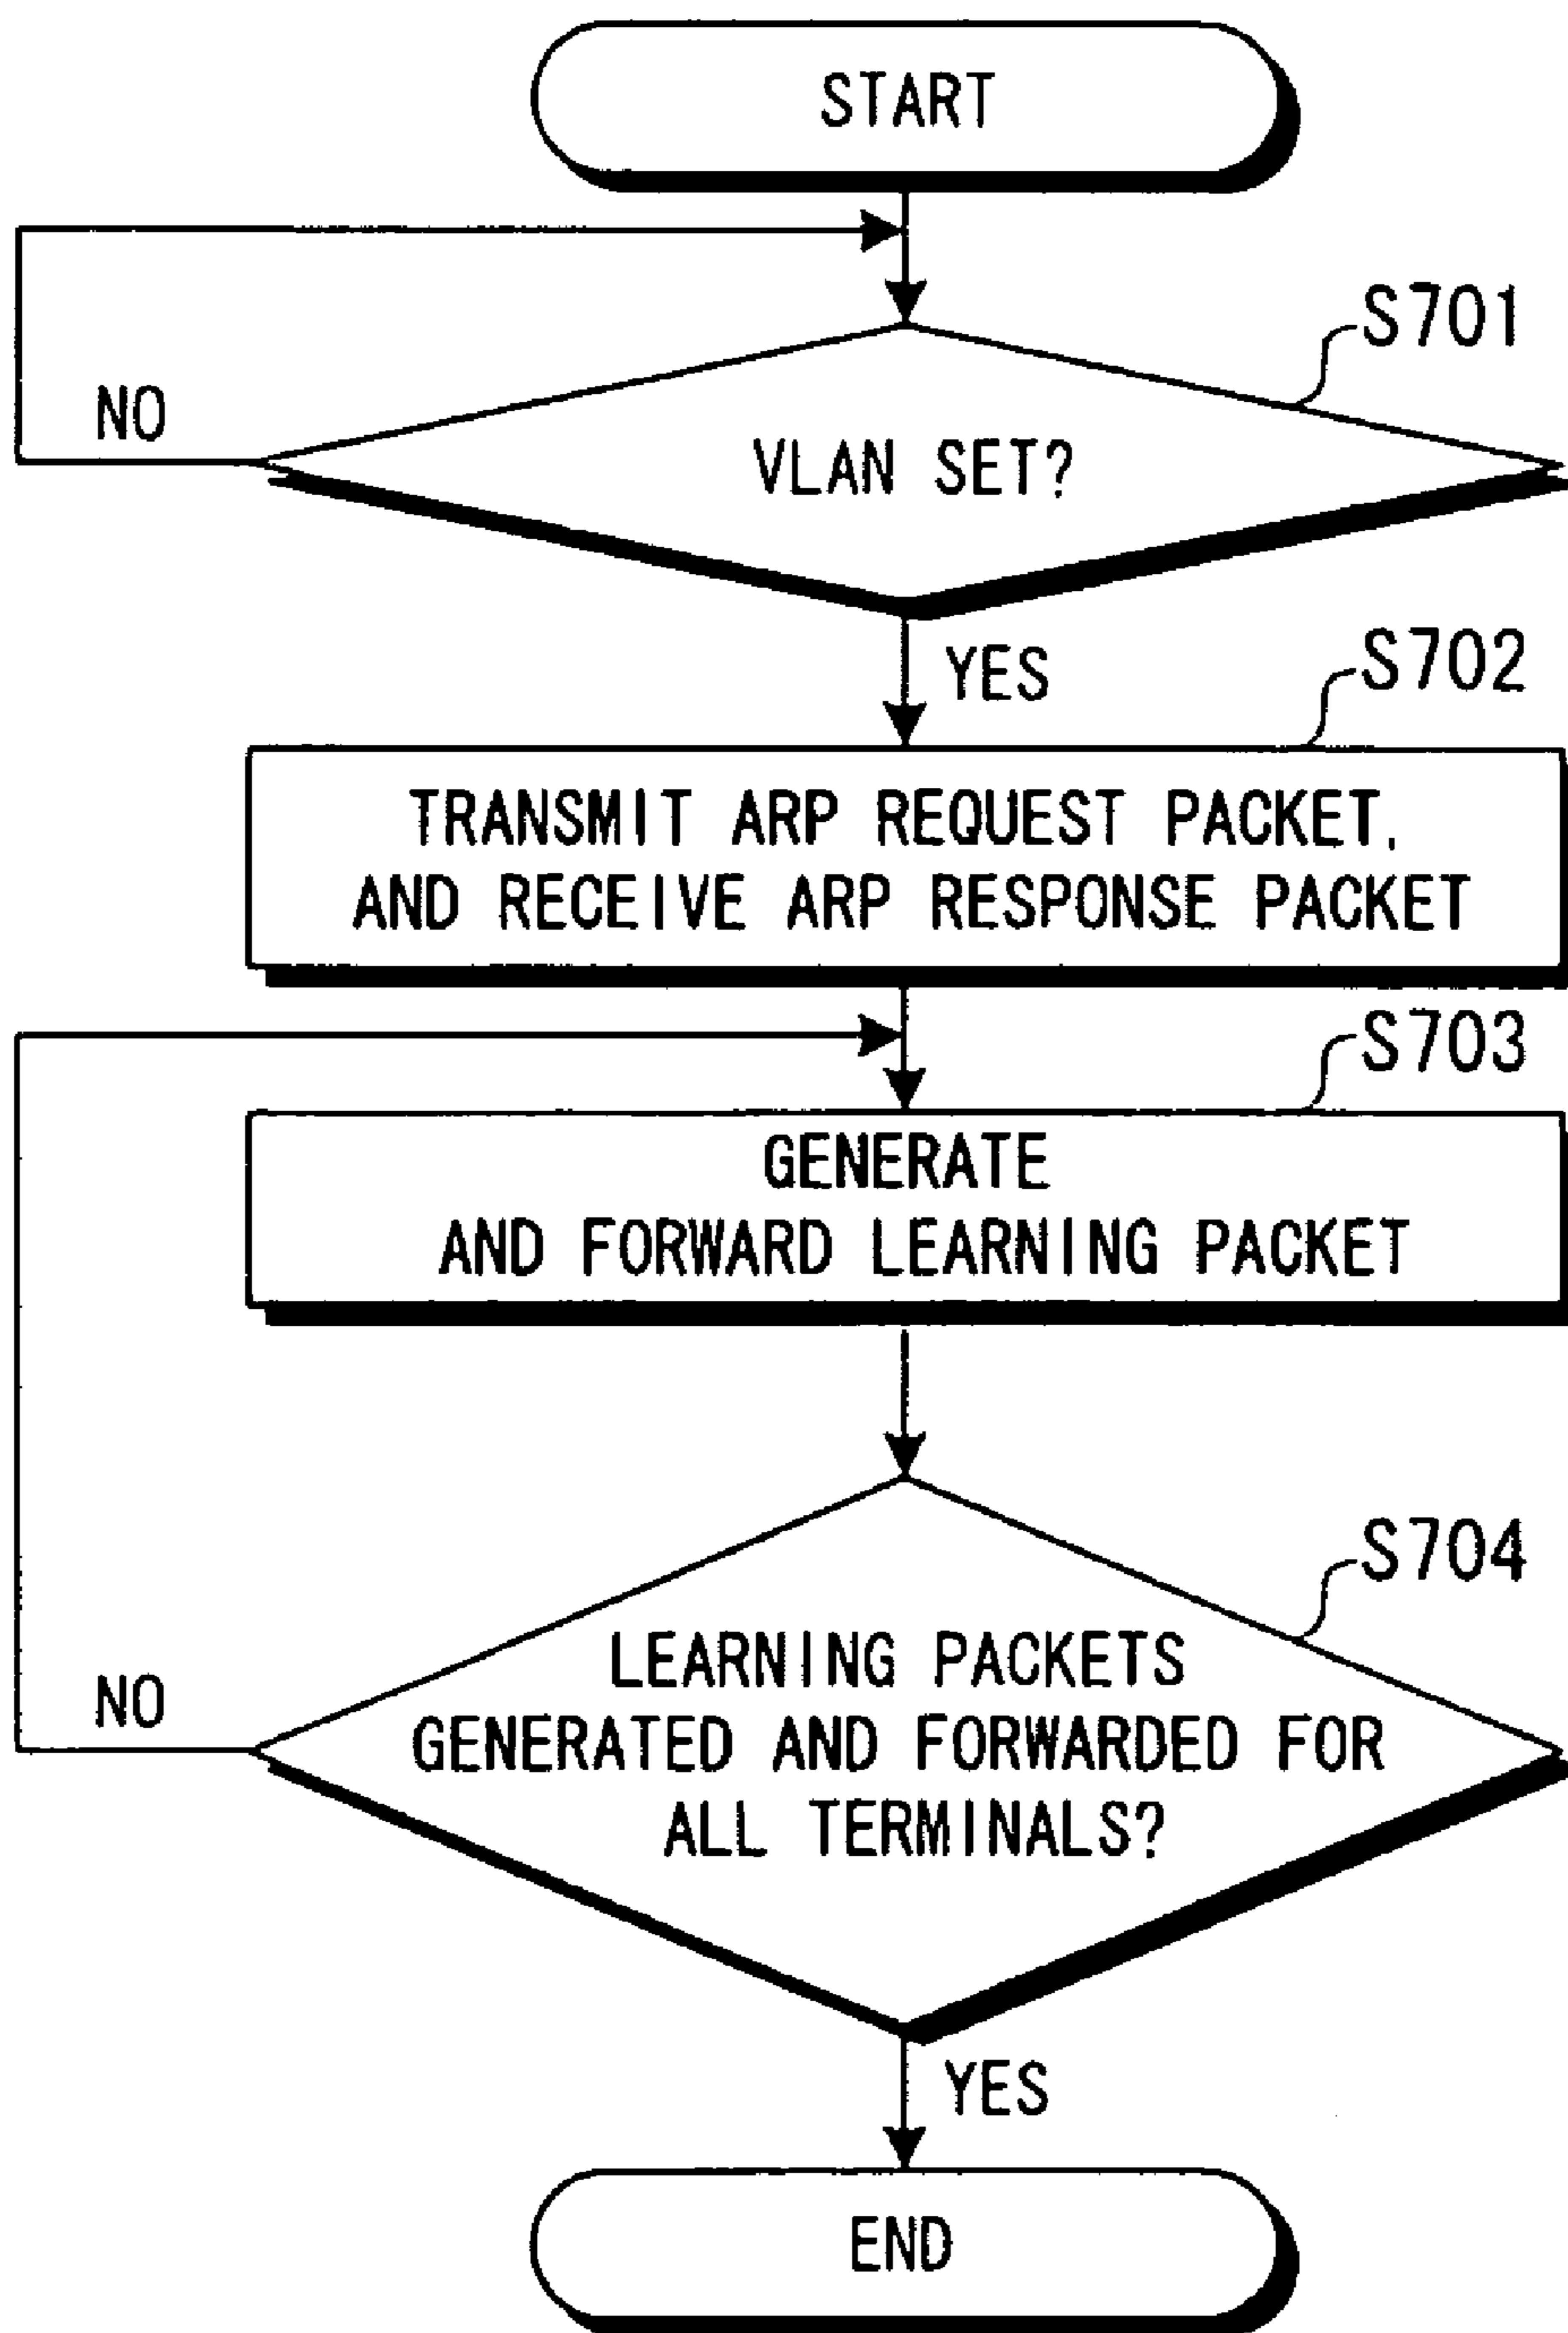 START
S701
NO
VLAN SET?
YES
S702
TRANSMIT ARP REQUEST PACKET,
AND RECEIVE ARP RESPONSE PACKET
S703
GENERATE
AND FORWARD LEARNING PACKET
S704
LEARNING PACKETS
NO
GENERATED AND FORWARDED FOR
ALL TERMINALS?
YES
END